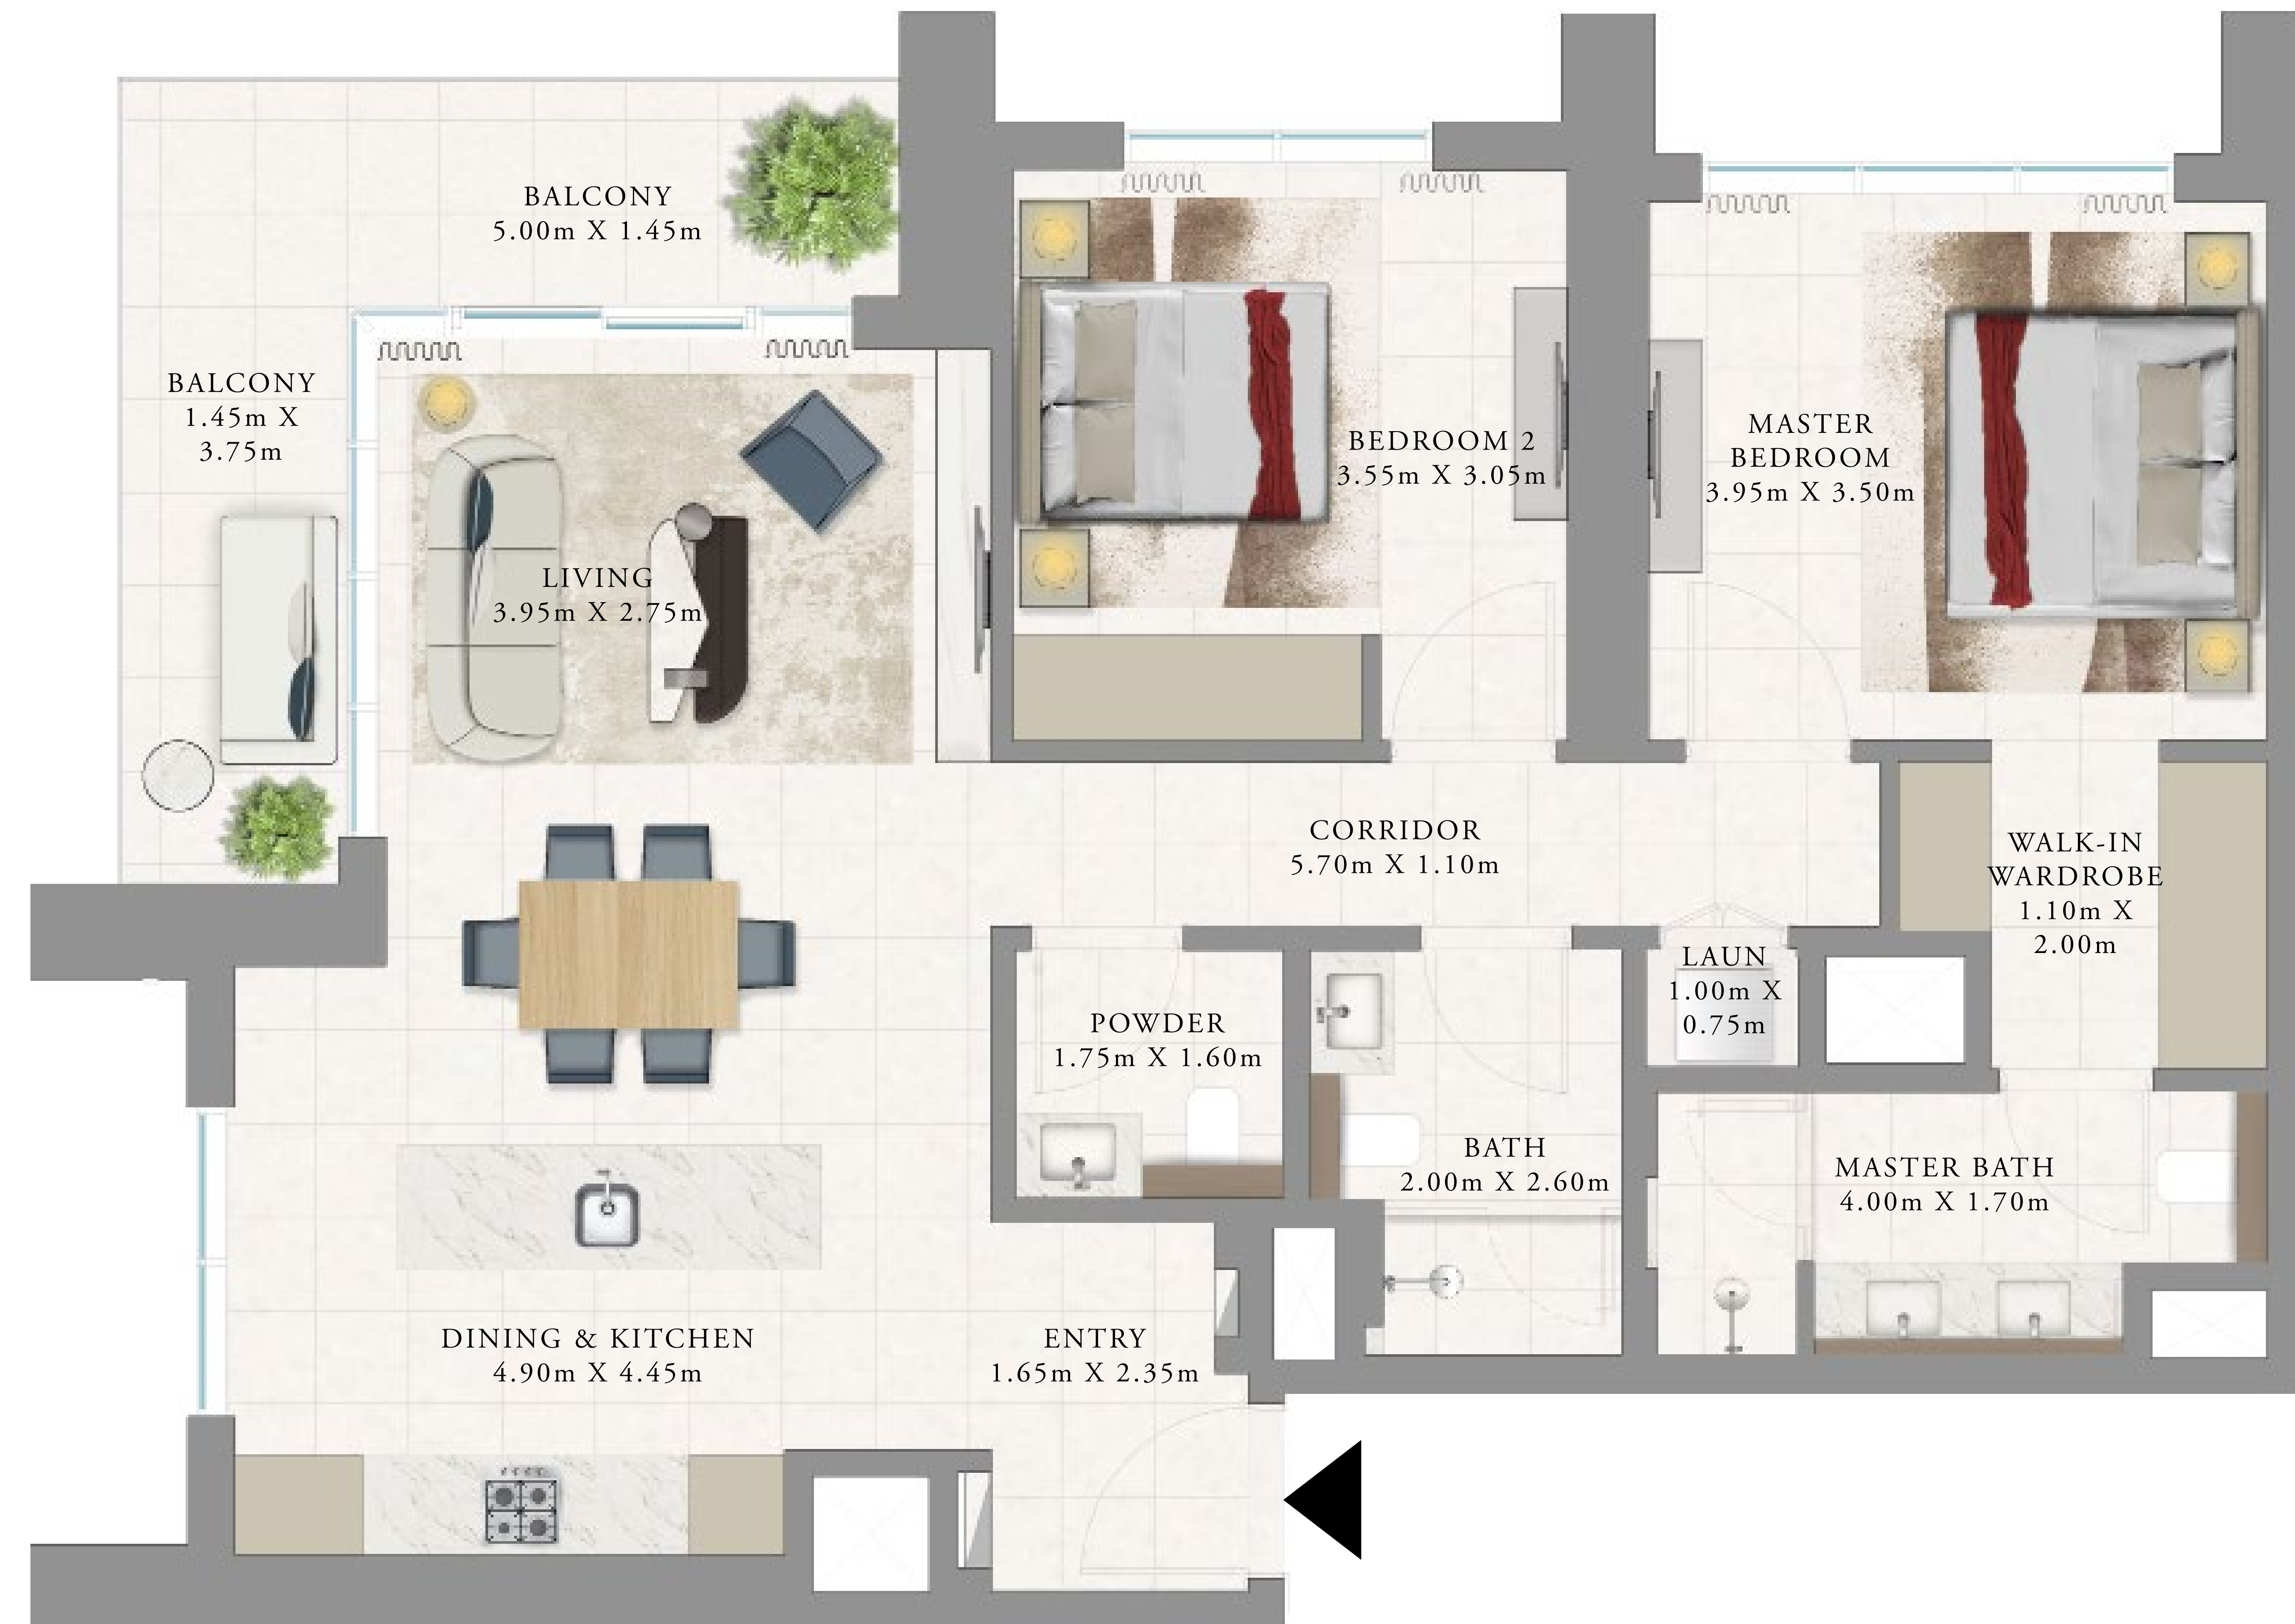 BALCONY
5.00m X 1.45m
BALCONY
1.45m X
3.75m
LIVING
3.95m X 2.75m
BEDROOM 2
3.55m X 3.05m
MASTER
BEDROOM
3.95m X 3.50m
CORRIDOR
5.70m X 1.10m
WALK-IN
WARDROBE
1.10m X
2.00m
LAUN
1.00m X
0.75m
POWDER
1.75m X 1.60m
BATH
2.00m X 2.60m
MASTER BATH
4.00m X 1.70m
DINING & KITCHEN
4.90m X 4.45m
ENTRY
1.65m X 2.35m